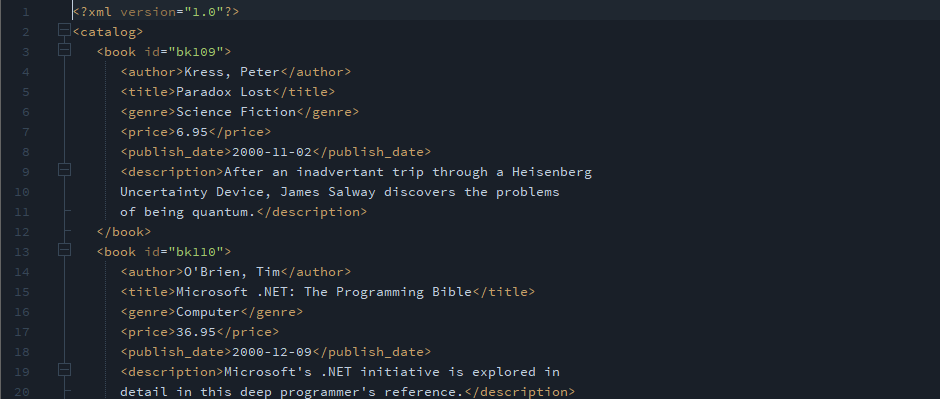 1 <?xml version="1.0"?>
2 <catalog>
3 <book id="bk109">
4 <author>Kress, Peter</author>
5 <title>Paradox Lost</title>
6 <genre>Science Fiction</genre>
7 <price>6.95</price>
8 <publish_date>2000-11-02</publish_date>
9 <description>After an inadvertant trip through a Heisenberg
10 Uncertainty Device, James Salway discovers the problems
11 of being quantum.</description>
12 </book>
13 <book id="bk110">
14 <author>O'Brien, Tim</author>
15 <title>Microsoft .NET: The Programming Bible</title>
16 <genre>Computer</genre>
17 <price>36.95</price>
18 <publish_date>2000-12-09</publish_date>
19 <description>Microsoft's .NET initiative is explored in
20 detail in this deep programmer's reference.</description>